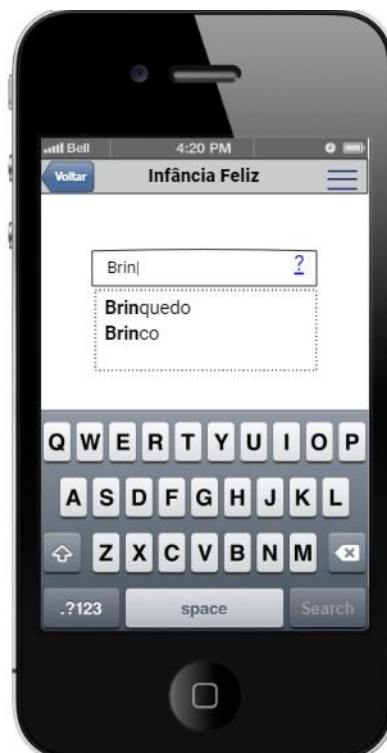 Bell 4:20 PM
Voltar Infância Feliz
Brin ?
Brinquedo
Brinco
Q W E R T Y U I O P
A S D F G H J K L
Z X C V B N M
.?123 space Search